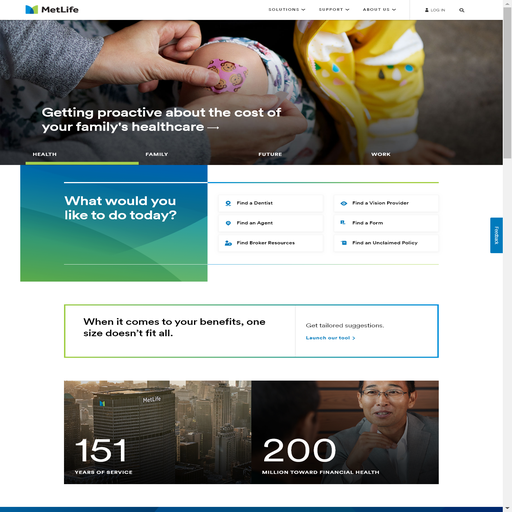 MetLife
SOLUTIONS
SUPPORT
ABOUT US
LOG IN
Getting proactive about the cost of
your family's healthcare
HEALTH
FAMILY
FUTURE
WORK
What would you
like to do today?
Find a Dentist
Find a Vision Provider
Find an Agent
Find a Form
Find Broker Resources
Find an Unclaimed Policy
Feedback
When it comes to your benefits, one
size doesn't fit all.
Get tailored suggestions.
Launch our tool
MetLife
151
YEARS OF SERVICE
200
MILLION TOWARD FINANCIAL HEALTH